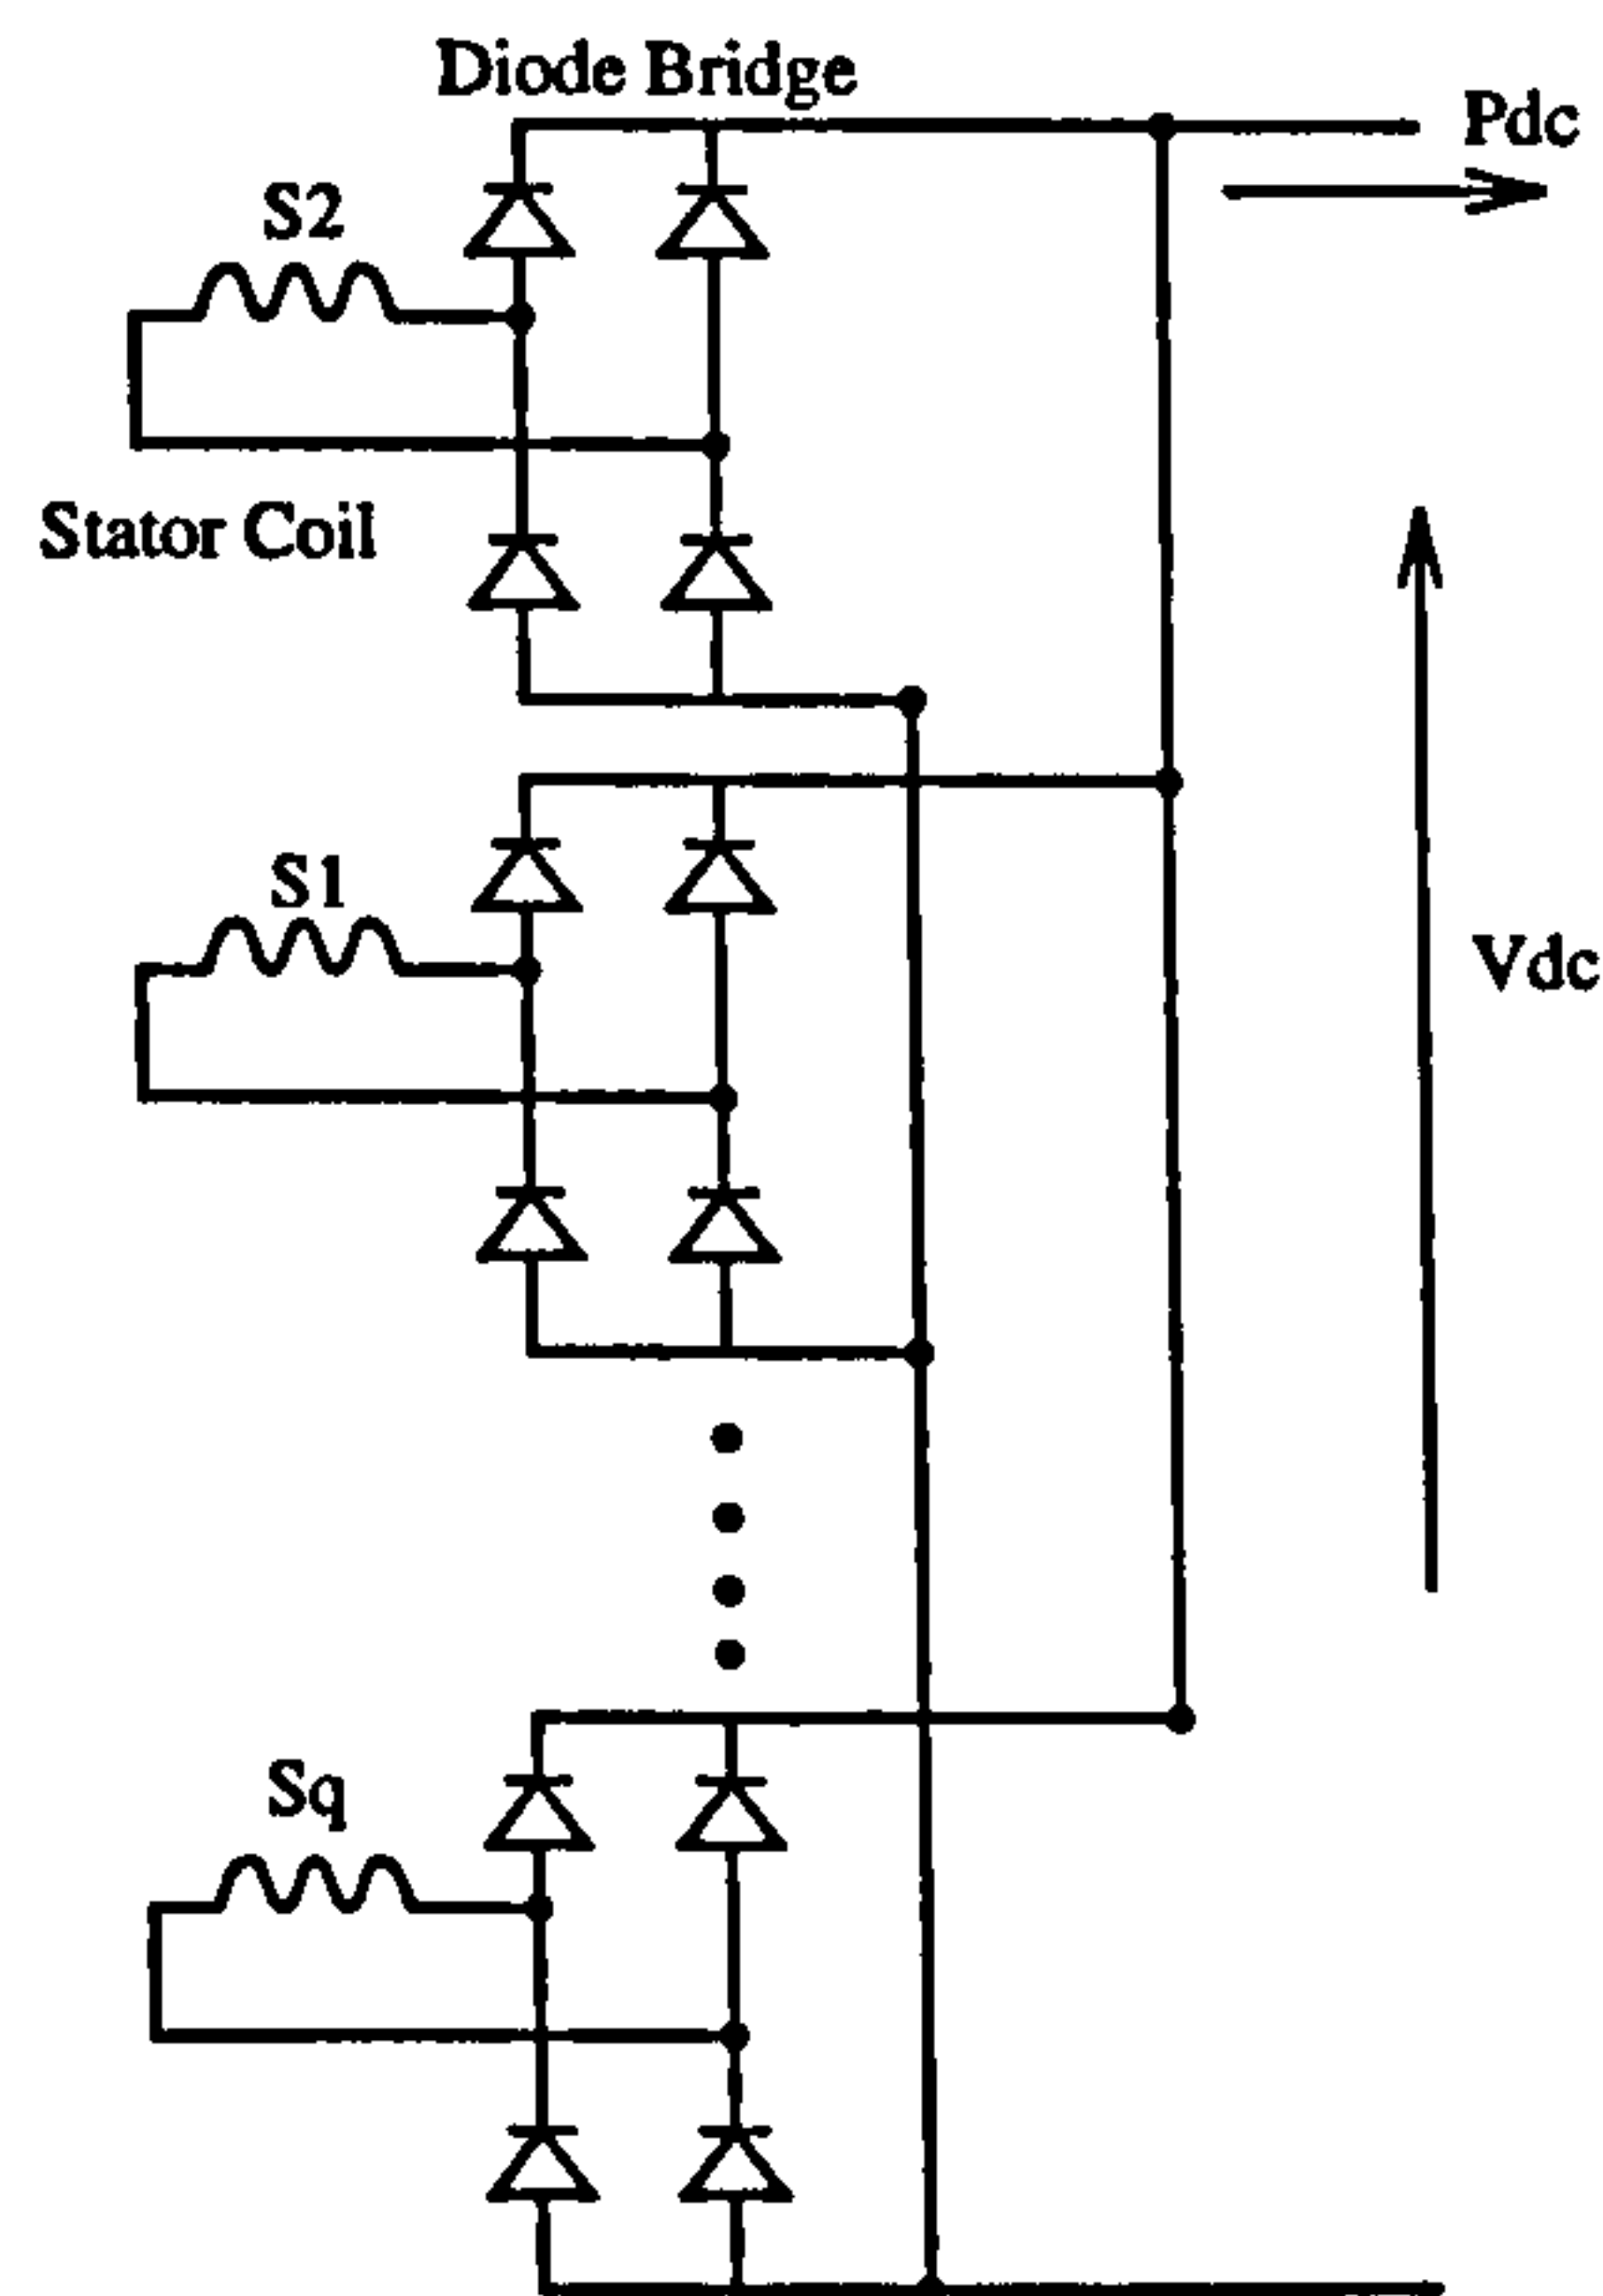 Diode Bridge
Pdc
S2
Stator Coil
S1
Vdc
Sq